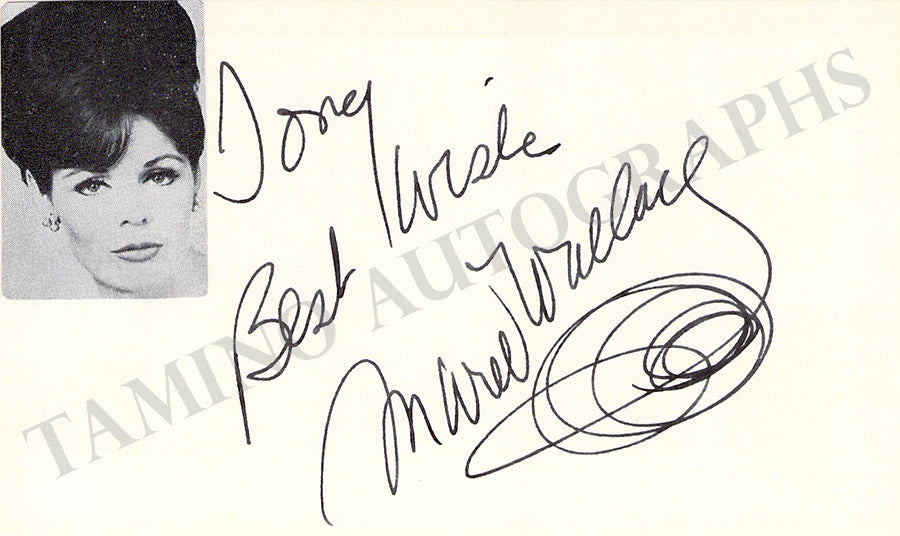 Tony
Best Wishes
Marie Wallace
TAMINO AUTOGRAPHS